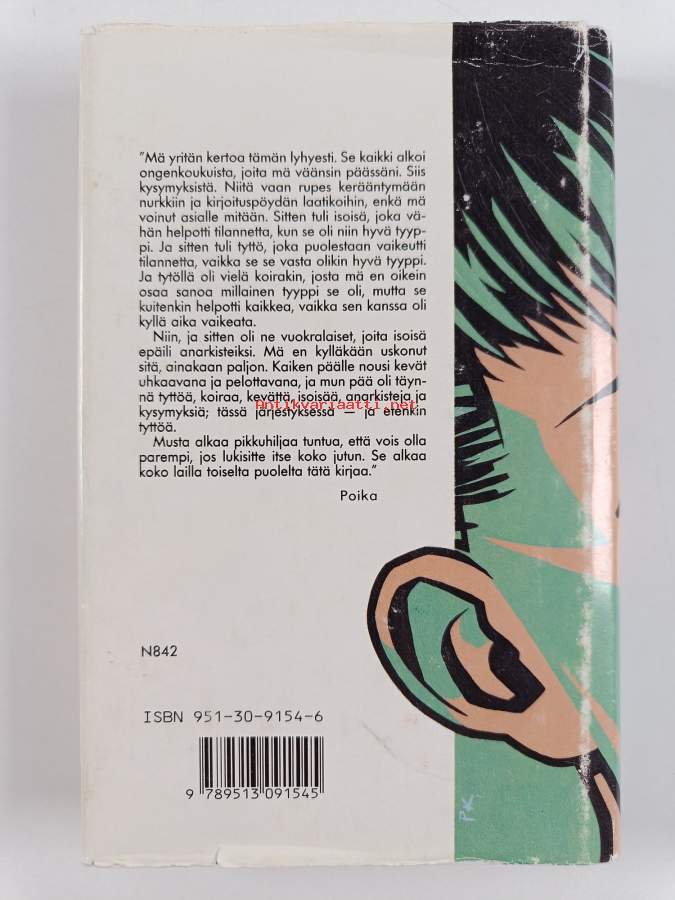 "Mä yritän kertoa tämän lyhyesti. Se kaikki alkoi
ongenkoukuista, joita mä väänsin päässäni. Siis
kysymyksistä. Niitä vaan rupes kerääntymään
nurkkiin ja kirjoituspöydän laatikoihin, enkä mä
voinut asialle mitään. Sitten tuli isoisä, joka vä-
hän helpotti tilannetta, kun se oli niin hyvä tyyp-
pi. Ja sitten tuli tyttö, joka puolestaan vaikeutti
tilannetta, vaikka se se vasta olikin hyvä tyyppi.
Ja tytöllä oli vielä koirakin, josta mä en oikein
osaa sanoa millainen tyyppi se oli, mutta se
kuitenkin helpotti kaikkea, vaikka sen kanssa oli
kyllä aika vaikeata.
Niin, ja sitten oli ne vuokralaiset, joita isoisä
epäili anarkisteiksi. Mä en kylläkään uskonut
sitä, ainakaan paljon. Kaiken päälle nousi kevät
uhkaavana ja pelottavana, ja mun pää oli täyn-
nä tyttöä, koiraa, kevättä, isoisää, anarkisteja ja
kysymyksiä; tässä järjestyksessä — ja etenkin
tyttöä.
Musta alkaa pikkuhiljaa tuntua, että vois olla
parempi, jos lukisitte itse koko jutun. Se alkaa
koko lailla toiselta puolelta tätä kirjaa."
Poika
Antikvariaatti.net
N842
ISBN 951-30-9154-6
9 789513 091545
PK